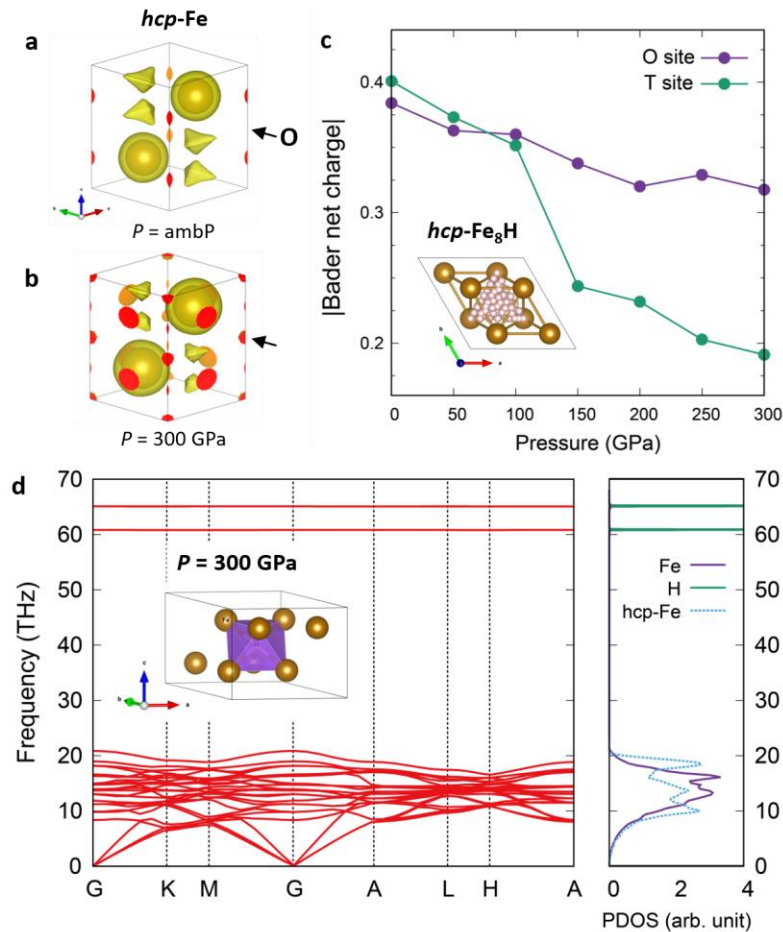 hcp-Fe
a
O
P = ambP
b
P = 300 GPa
c
O site
T site
0.4
0.3
0.2
|Bader net charge|
hcp-Fe₈H
b
a
0 50 100 150 200 250 300
Pressure (GPa)
d
70
60
50
40
30
20
10
0
Frequency (THz)
P = 300 GPa
Fe
c
b
a
G K M G A L H A
Fe
H
hcp-Fe
70
60
50
40
30
20
10
0
0 2 4
PDOS (arb. unit)